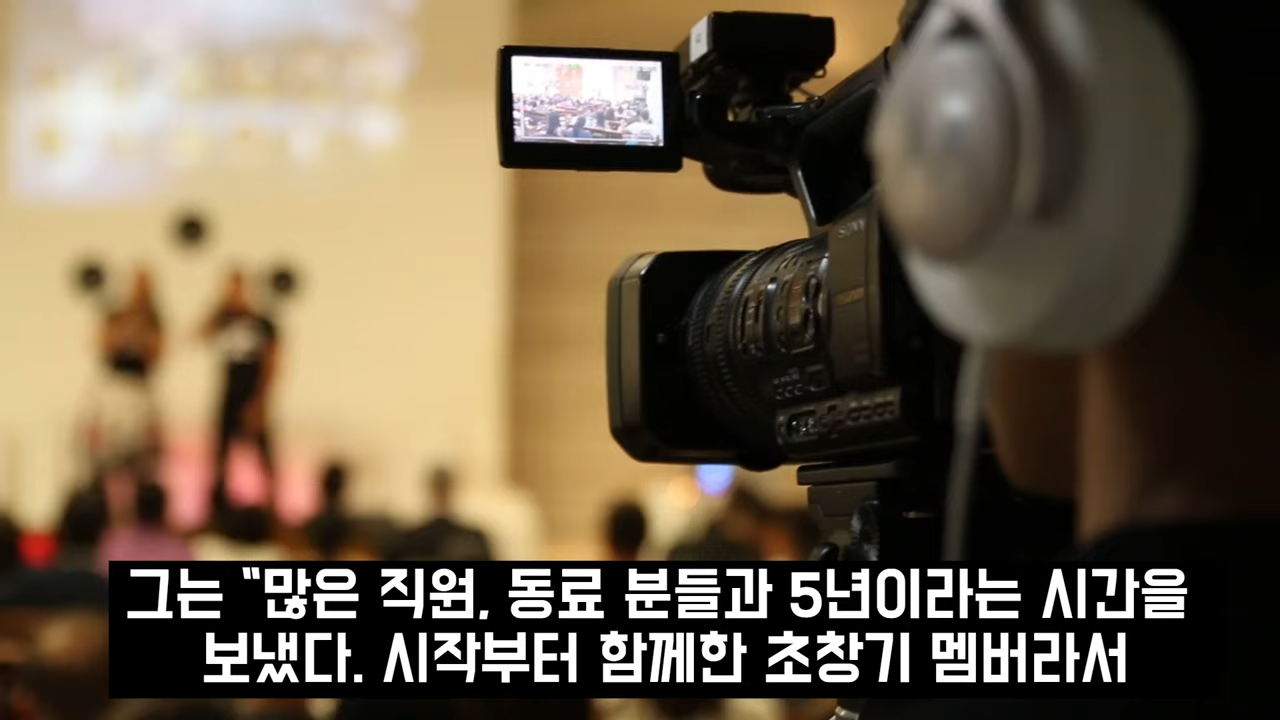 SONY
그는 “많은 직원, 동료 분들과 5년이라는 시간을
보냈다. 시작부터 함께한 초창기 멤버라서